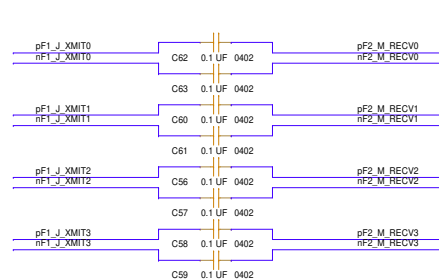 pF1_J_XMIT0 pF2_M_RECV0
nF1_J_XMIT0 C62 0.1 UF 0402 nF2_M_RECV0
C63 0.1 UF 0402
pF1_J_XMIT1 pF2_M_RECV1
nF1_J_XMIT1 C60 0.1 UF 0402 nF2_M_RECV1
C61 0.1 UF 0402
pF1_J_XMIT2 pF2_M_RECV2
nF1_J_XMIT2 C56 0.1 UF 0402 nF2_M_RECV2
C57 0.1 UF 0402
pF1_J_XMIT3 pF2_M_RECV3
nF1_J_XMIT3 C58 0.1 UF 0402 nF2_M_RECV3
C59 0.1 UF 0402